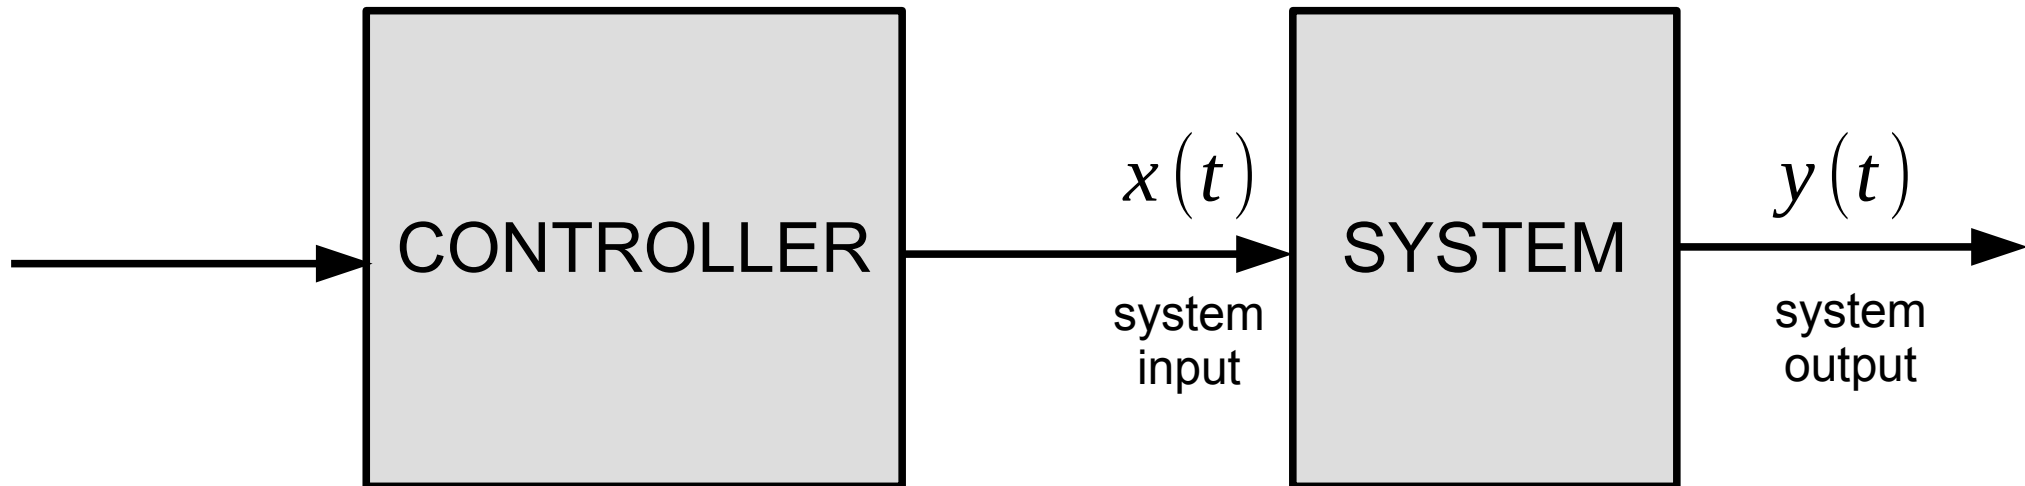 CONTROLLER
x(t)
system
input
SYSTEM
y(t)
system
output